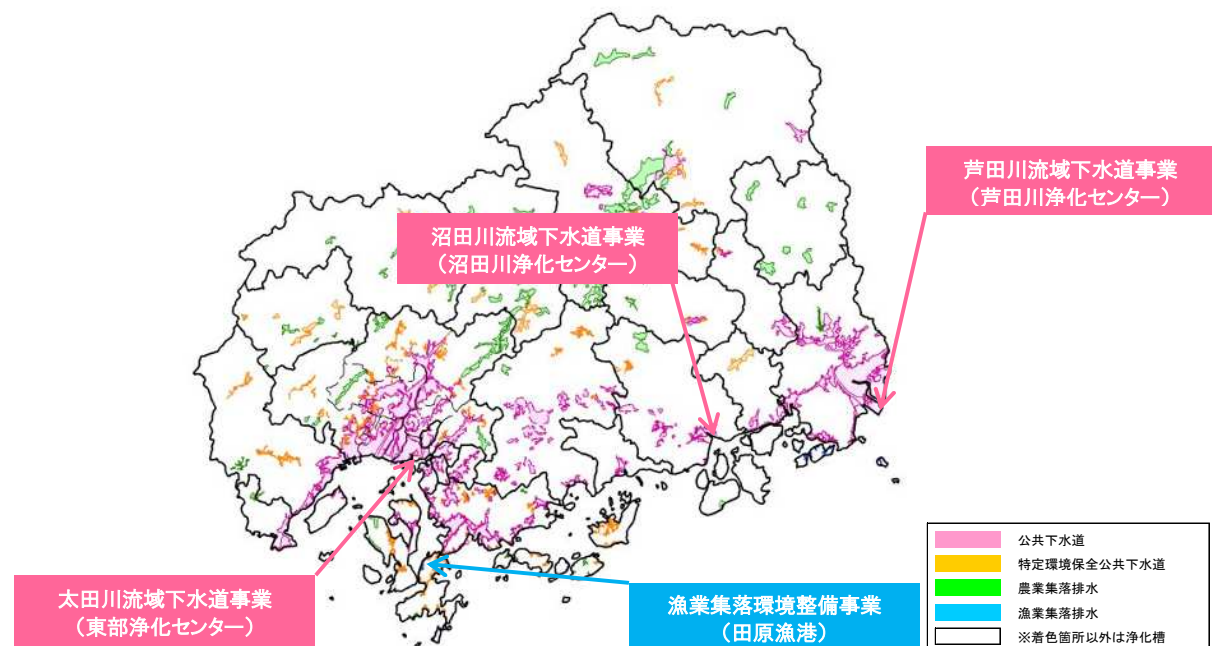 芦田川流域下水道事業
（芦田川浄化センター）
沼田川流域下水道事業
（沼田川浄化センター）
太田川流域下水道事業
（東部浄化センター）
漁業集落環境整備事業
（田原漁港）
公共下水道
特定環境保全公共下水道
農業集落排水
漁業集落排水
※着色箇所以外は浄化槽